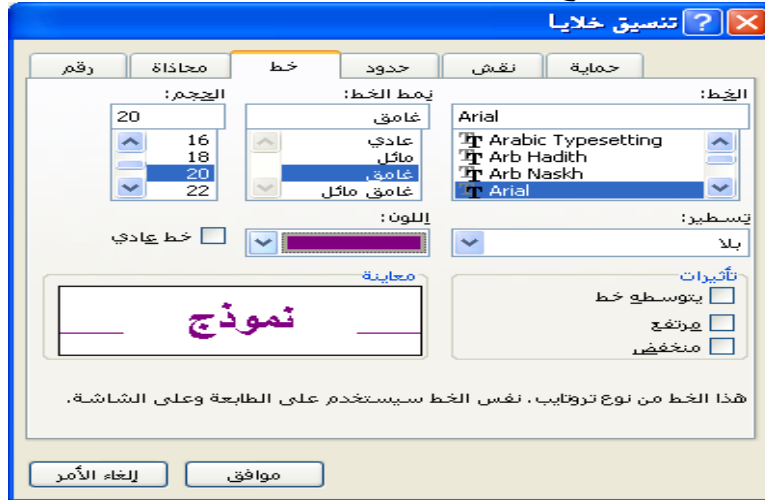 تنسيق خلايا
رقم محاذاة خط حدود نقش حماية
الخط: نمط الخط: الحجم:
Arial غامق 20
Arabic Typesetting عادي 16
Arb Hadith مائل 18
Arb Naskh غامق 20
Arial غامق مائل 22
تسطير: اللون:
بلا خط عادي
تأثيرات معاينة
يتوسطه خط
مرتفع
منخفض
نموذج
هذا الخط من نوع تروتايب. نفس الخط سيستخدم على الطابعة وعلى الشاشة.
موافق إلغاء الأمر